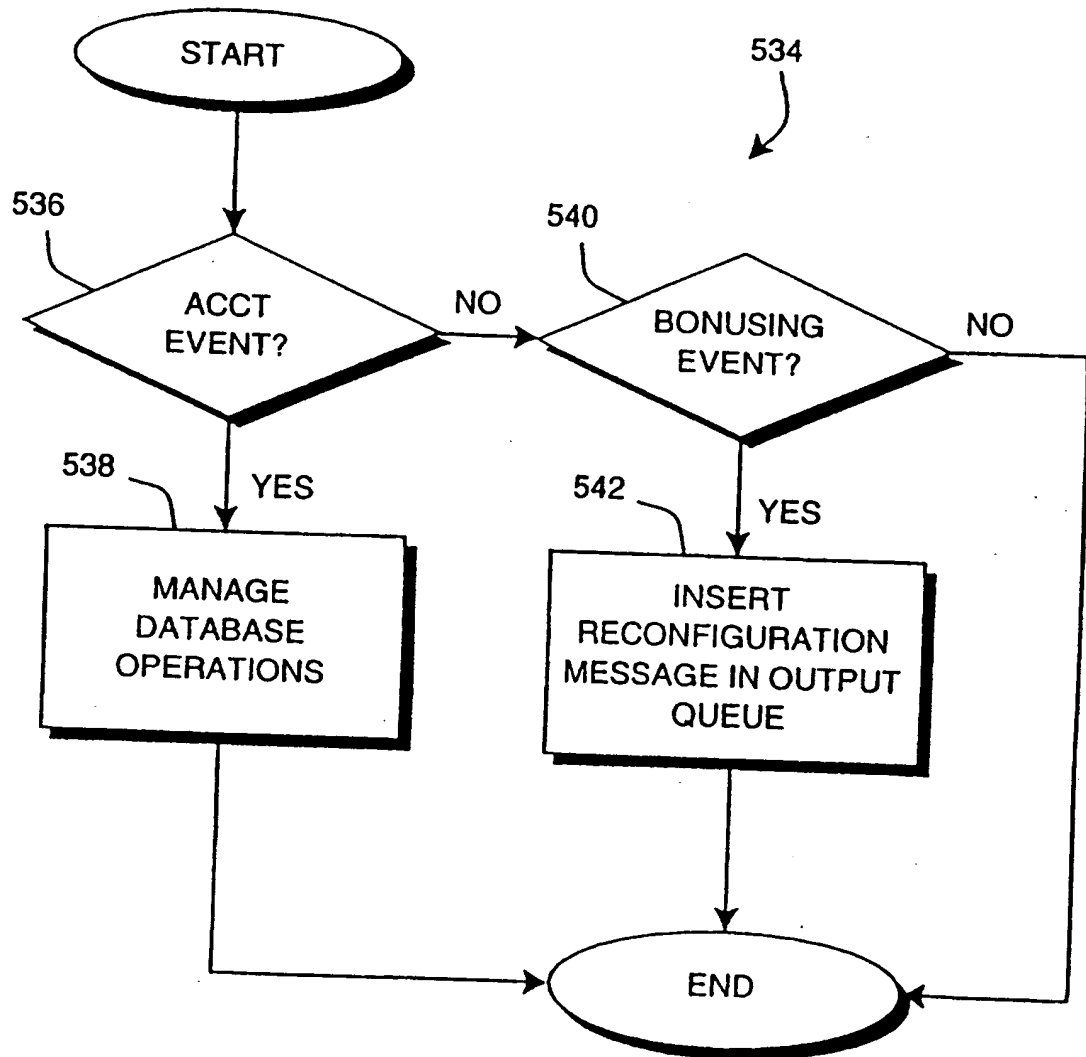 START
534
536
ACCT
EVENT?
NO
540
BONUSING
EVENT?
NO
538
YES
MANAGE
DATABASE
OPERATIONS
542
YES
INSERT
RECONFIGURATION
MESSAGE IN OUTPUT
QUEUE
END